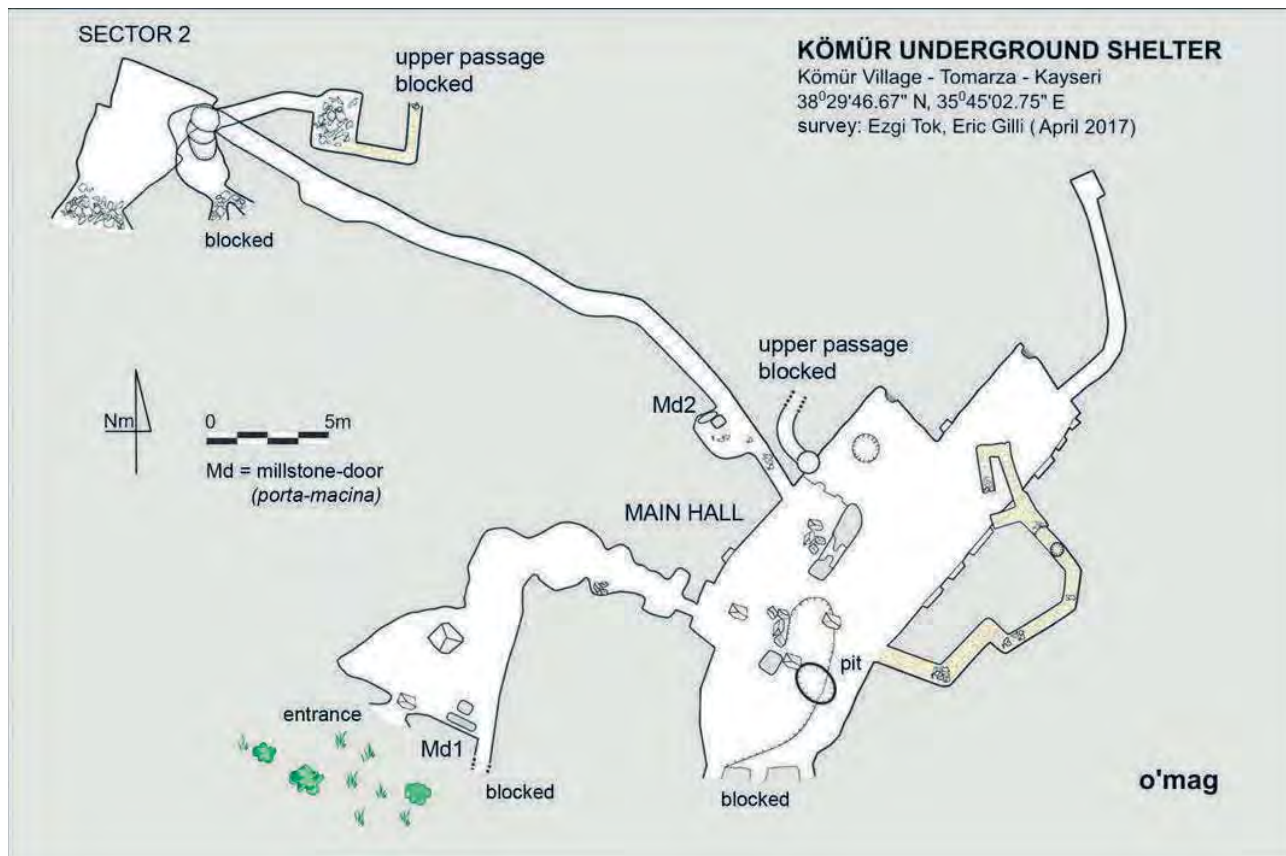 SECTOR 2
upper passage
blocked
KÖMÜR UNDERGROUND SHELTER
Kömür Village - Tomarza - Kayseri
38⁰29'46.67" N, 35⁰45'02.75" E
survey: Ezgi Tok, Eric Gilli (April 2017)
blocked
upper passage
blocked
Nm
0 5m
Md = millstone-door
(porta-macina)
Md2
MAIN HALL
pit
entrance
Md1
blocked
blocked
o'mag